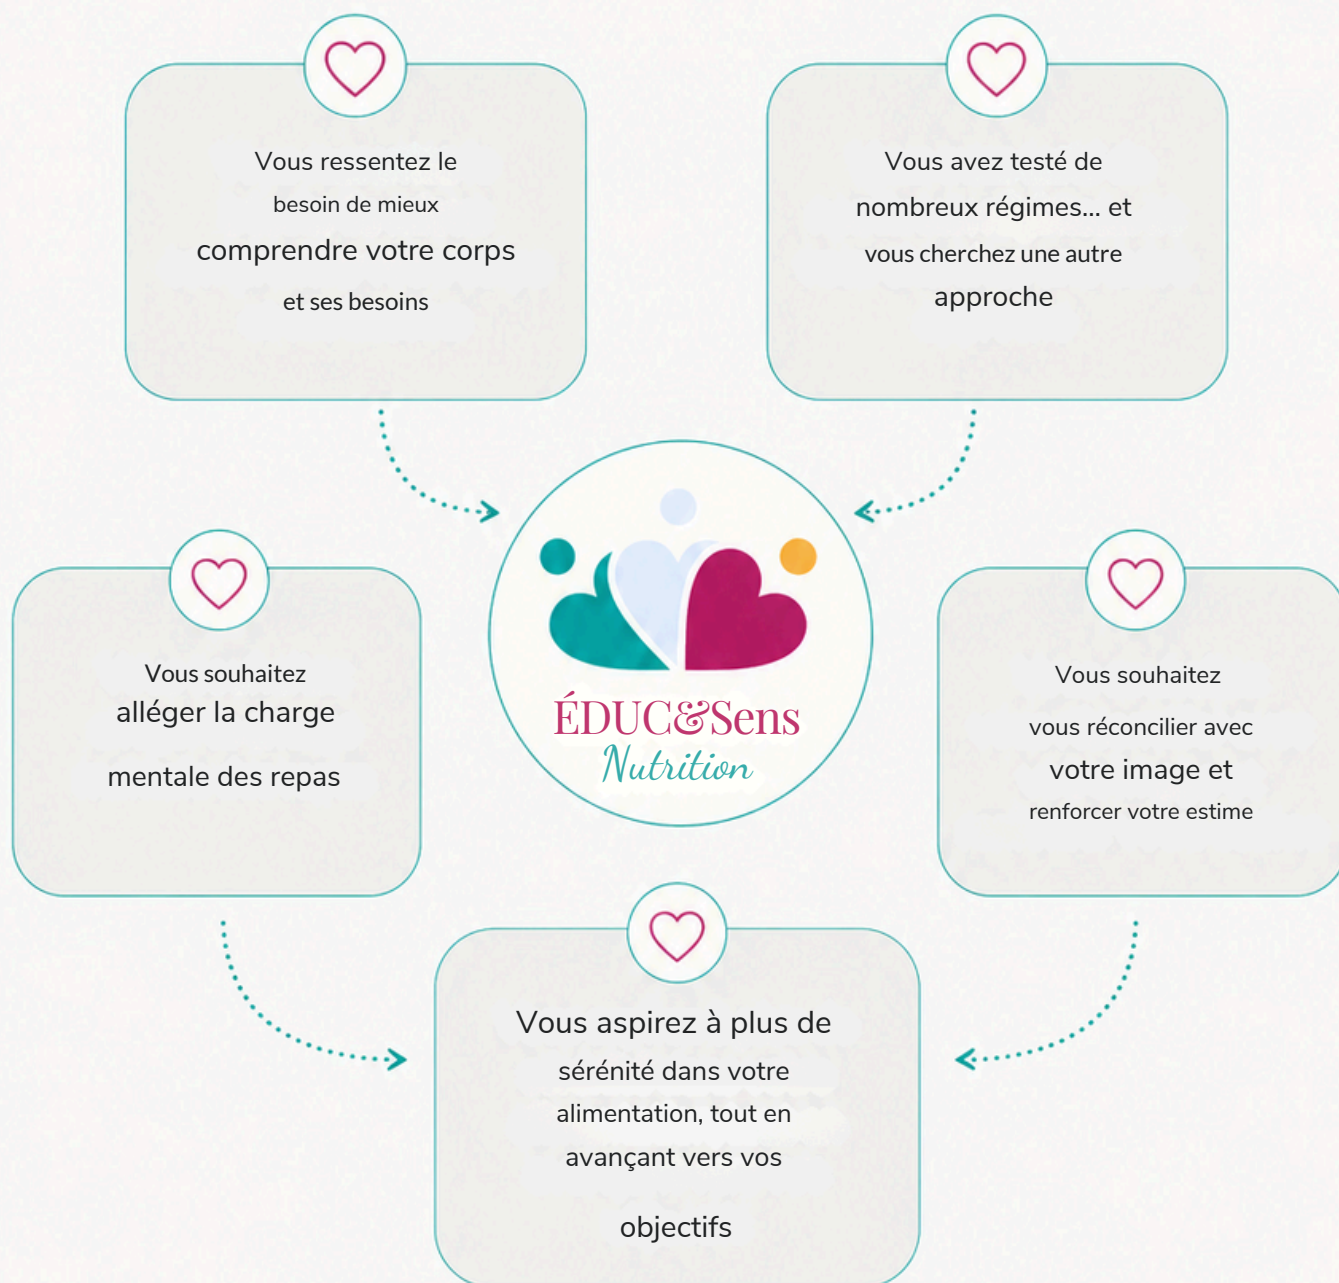 Vous ressentez le
besoin de mieux
comprendre votre corps
et ses besoins
Vous avez testé de
nombreux régimes... et
vous cherchez une autre
approche
ÉDUC&Sens
Nutrition
Vous souhaitez
alléger la charge
mentale des repas
Vous souhaitez
vous réconcilier avec
votre image et
renforcer votre estime
Vous aspirez à plus de
sérénité dans votre
alimentation, tout en
avançant vers vos
objectifs